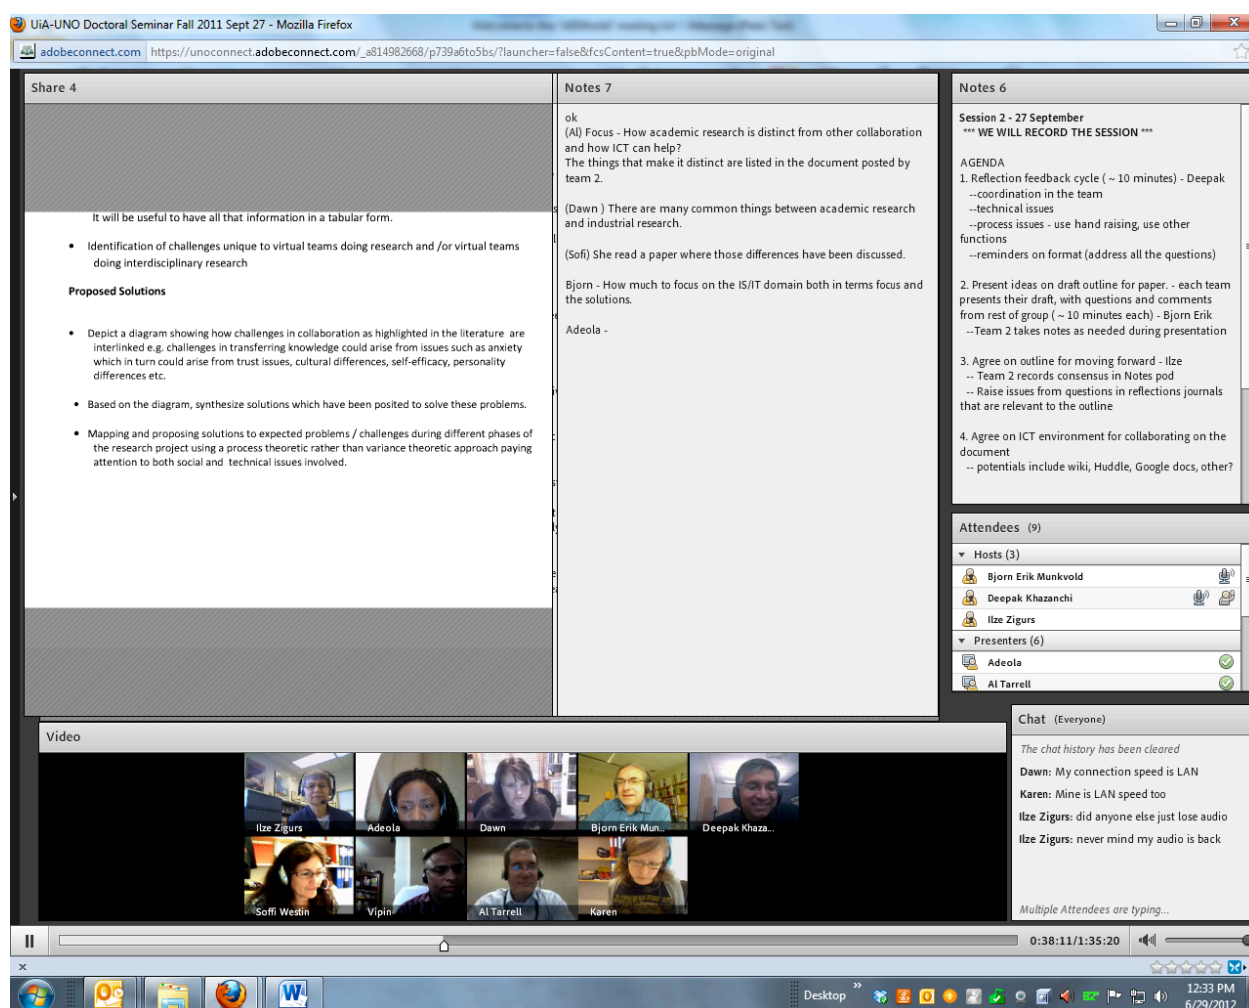 UiA-UNO Doctoral Seminar Fall 2011 Sept 27 - Mozilla Firefox
adobeconnect.com https://unoconnect.adobeconnect.com/_a814982668/p739a6to5bs/?launcher=false&fcsContent=true&pbMode=original
Share 4
It will be useful to have all that information in a tabular form.
• Identification of challenges unique to virtual teams doing research and /or virtual teams
doing interdisciplinary research
Proposed Solutions
• Depict a diagram showing how challenges in collaboration as highlighted in the literature are
interlinked e.g. challenges in transferring knowledge could arise from issues such as anxiety
which in turn could arise from trust issues, cultural differences, self-efficacy, personality
differences etc.
• Based on the diagram, synthesize solutions which have been posited to solve these problems.
• Mapping and proposing solutions to expected problems / challenges during different phases of
the research project using a process theoretic rather than variance theoretic approach paying
attention to both social and technical issues involved.
Notes 7
ok
(Al) Focus - How academic research is distinct from other collaboration
and how ICT can help?
The things that make it distinct are listed in the document posted by
team 2.
(Dawn ) There are many common things between academic research
and industrial research.
(Sofi) She read a paper where those differences have been discussed.
Bjorn - How much to focus on the IS/IT domain both in terms focus and
the solutions.
Adeola -
Notes 6
Session 2 - 27 September
*** WE WILL RECORD THE SESSION ***
AGENDA
1. Reflection feedback cycle ( ~ 10 minutes) - Deepak
--coordination in the team
--technical issues
--process issues - use hand raising, use other
functions
--reminders on format (address all the questions)
2. Present ideas on draft outline for paper. - each team
presents their draft, with questions and comments
from rest of group ( ~ 10 minutes each) - Bjorn Erik
--Team 2 takes notes as needed during presentation
3. Agree on outline for moving forward - Ilze
-- Team 2 records consensus in Notes pod
-- Raise issues from questions in reflections journals
that are relevant to the outline
4. Agree on ICT environment for collaborating on the
document
-- potentials include wiki, Huddle, Google docs, other?
Attendees (9)
Hosts (3)
Bjorn Erik Munkvold
Deepak Khazanchi
Ilze Zigurs
Presenters (6)
Adeola
Al Tarrell
Chat (Everyone)
The chat history has been cleared
Dawn: My connection speed is LAN
Karen: Mine is LAN speed too
Ilze Zigurs: did anyone else just lose audio
Ilze Zigurs: never mind my audio is back
Multiple Attendees are typing...
Video
Ilze Zigurs Adeola Dawn Bjorn Erik Mun... Deepak Khaza...
Soffi Westin Vipin Al Tarrell Karen
0:38:11/1:35:20
Desktop
12:33 PM
6/29/2012